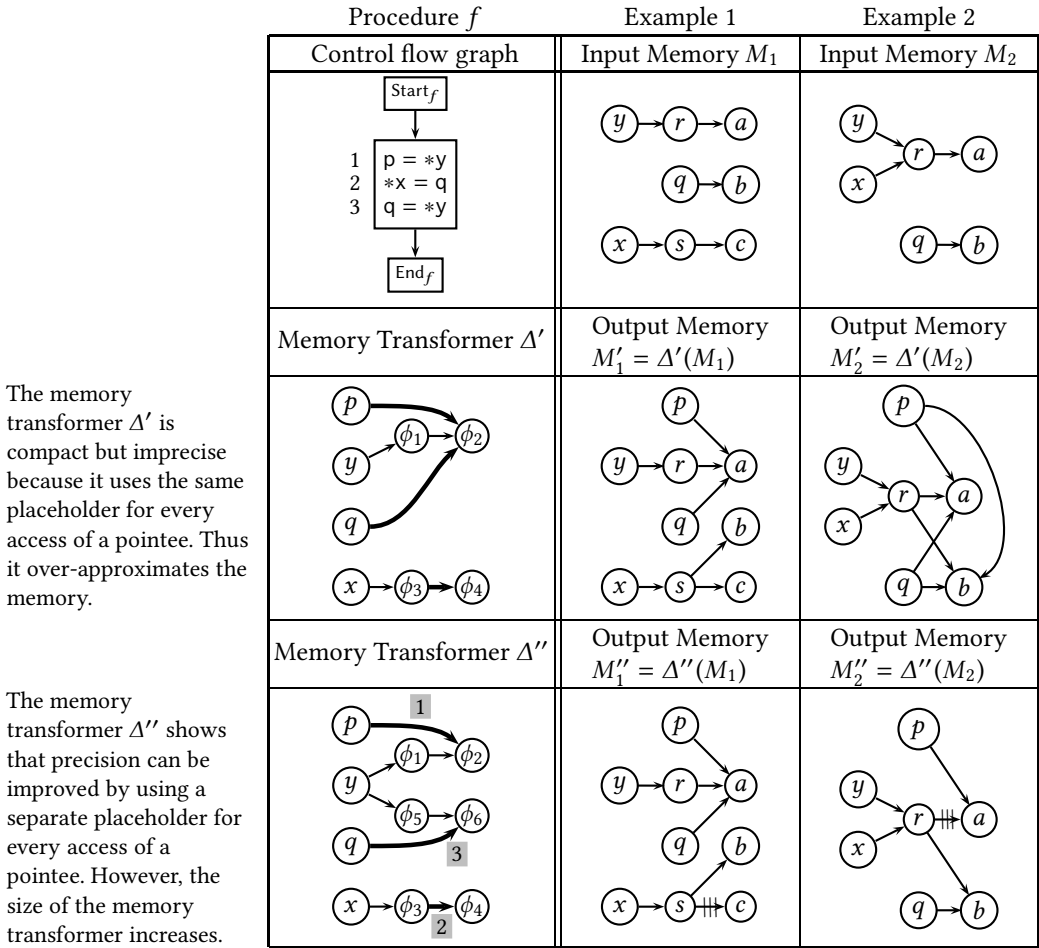 Procedure f Example 1 Example 2
Control flow graph Input Memory M₁ Input Memory M₂
Start_f
1 p = *y
2 *x = q
3 q = *y
End_f
y r a
q b
x s c
y
r a
x
q b
Memory Transformer Δ′
Output Memory
M′₁ = Δ′(M₁)
Output Memory
M′₂ = Δ′(M₂)
The memory
transformer Δ′ is
compact but imprecise
because it uses the same
placeholder for every
access of a pointee. Thus
it over-approximates the
memory.
p
ϕ₁ ϕ₂
y
q
x ϕ₃ ϕ₄
p
y r a
q b
x s c
p
y
r a
x
q b
Memory Transformer Δ″
Output Memory
M″₁ = Δ″(M₁)
Output Memory
M″₂ = Δ″(M₂)
The memory
transformer Δ″ shows
that precision can be
improved by using a
separate placeholder for
every access of a
pointee. However, the
size of the memory
transformer increases.
1
p
ϕ₁ ϕ₂
y
ϕ₅ ϕ₆
q
3
x ϕ₃ ϕ₄
2
p
y r a
q b
x s c
p
y
r a
x
q b